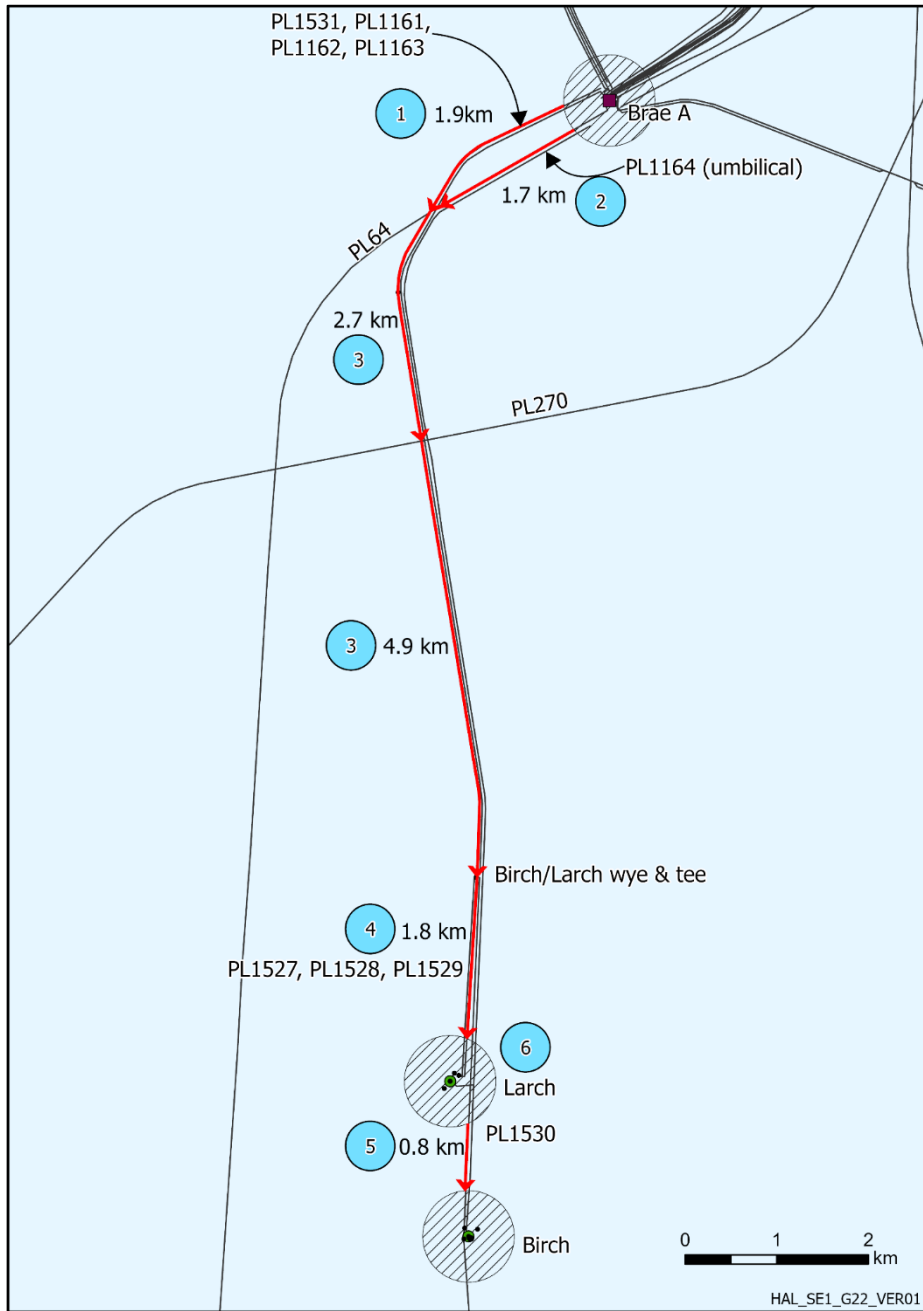 PL1531, PL1161,
PL1162, PL1163
1
1.9km
Brae A
PL1164 (umbilical)
1.7 km
2
PL64
2.7 km
3
PL270
3
4.9 km
Birch/Larch wye & tee
4
1.8 km
PL1527, PL1528, PL1529
6
Larch
PL1530
5
0.8 km
Birch
0 1 2
km
HAL_SE1_G22_VER01